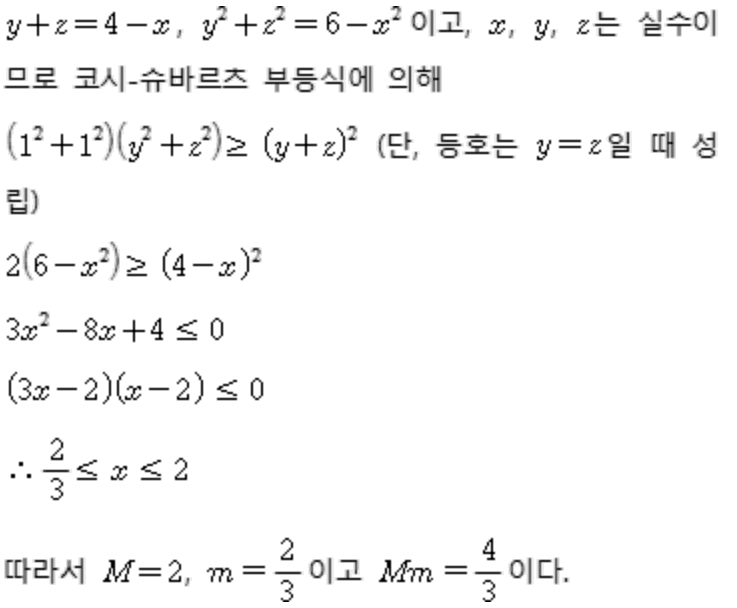 y+z=4−x, y²+z²=6−x²이고, x, y, z는 실수이
므로 코시-슈바르츠 부등식에 의해
(1²+1²)(y²+z²)≥ (y+z)² (단, 등호는 y=z일 때 성
립)
2(6−x²)≥ (4−x)²
3x²−8x+4 ≤ 0
(3x−2)(x−2) ≤ 0
∴ 2/3 ≤ x ≤ 2
따라서 M=2, m = 2/3 이고 Mm = 4/3 이다.